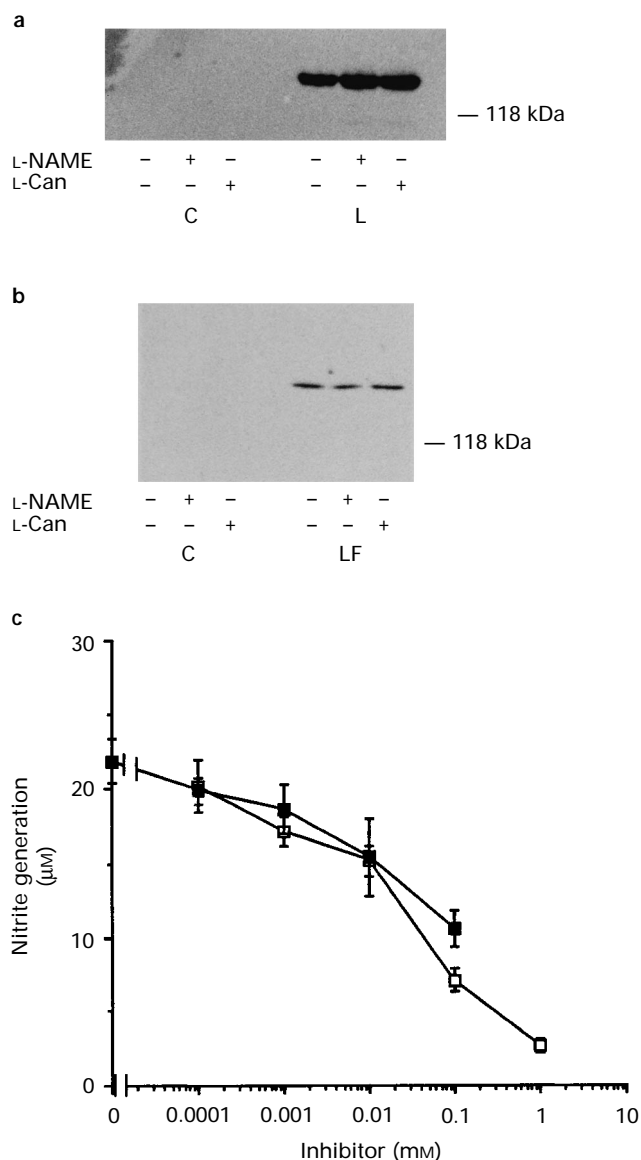 a
— 118 kDa
L-NAME – + – – + –
L-Can – – + – – +
C L
b
— 118 kDa
L-NAME – + – – + –
L-Can – – + – – +
C LF
c
30
20
10
0
Nitrite generation
(µM)
0 0.0001 0.001 0.01 0.1 1 10
Inhibitor (mM)